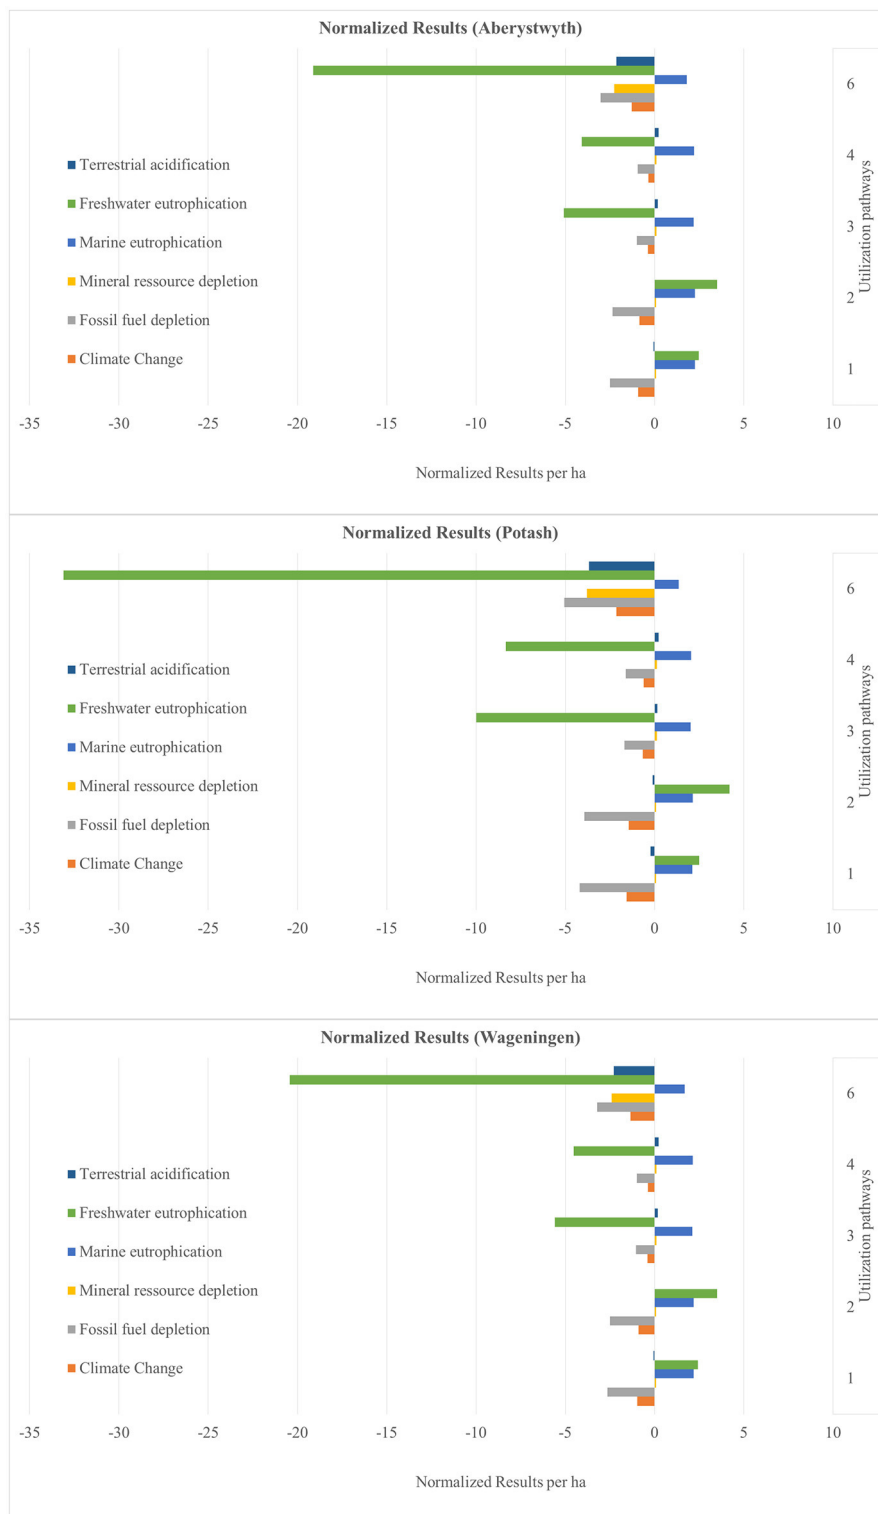 Normalized Results (Aberystwyth)
6
4
3
2
1
Utilization pathways
Terrestrial acidification
Freshwater eutrophication
Marine eutrophication
Mineral ressource depletion
Fossil fuel depletion
Climate Change
-35 -30 -25 -20 -15 -10 -5 0 5 10
Normalized Results per ha
Normalized Results (Potash)
6
4
3
2
1
Utilization pathways
Terrestrial acidification
Freshwater eutrophication
Marine eutrophication
Mineral ressource depletion
Fossil fuel depletion
Climate Change
-35 -30 -25 -20 -15 -10 -5 0 5 10
Normalized Results per ha
Normalized Results (Wageningen)
6
4
3
2
1
Utilization pathways
Terrestrial acidification
Freshwater eutrophication
Marine eutrophication
Mineral ressource depletion
Fossil fuel depletion
Climate Change
-35 -30 -25 -20 -15 -10 -5 0 5 10
Normalized Results per ha